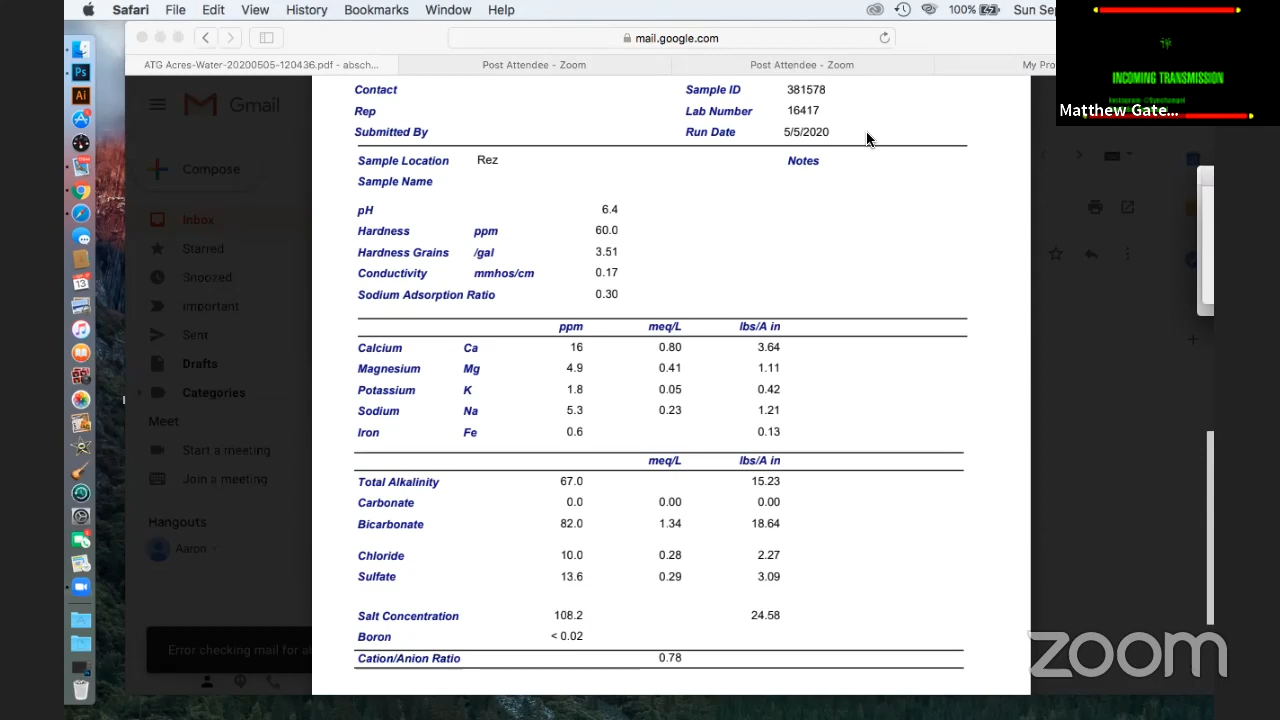 Safari File Edit View History Bookmarks Window Help 100% Sun Sep
mail.google.com
ATG Acres-Water-20200505-120436.pdf - absch... Post Attendee - Zoom Post Attendee - Zoom My Pro
INCOMING TRANSMISSION
Matthew Gate...
Gmail
Compose
Inbox
Starred
Snoozed
Important
Sent
Drafts
Categories
Meet
Start a meeting
Join a meeting
Hangouts
Aaron
Error checking mail for ab
Contact Sample ID 381578
Rep Lab Number 16417
Submitted By Run Date 5/5/2020
Sample Location Rez Notes
Sample Name
pH 6.4
Hardness ppm 60.0
Hardness Grains /gal 3.51
Conductivity mmhos/cm 0.17
Sodium Adsorption Ratio 0.30
ppm meq/L lbs/A in
Calcium Ca 16 0.80 3.64
Magnesium Mg 4.9 0.41 1.11
Potassium K 1.8 0.05 0.42
Sodium Na 5.3 0.23 1.21
Iron Fe 0.6 0.13
meq/L lbs/A in
Total Alkalinity 67.0 15.23
Carbonate 0.0 0.00 0.00
Bicarbonate 82.0 1.34 18.64
Chloride 10.0 0.28 2.27
Sulfate 13.6 0.29 3.09
Salt Concentration 108.2 24.58
Boron < 0.02
Cation/Anion Ratio 0.78
zoom